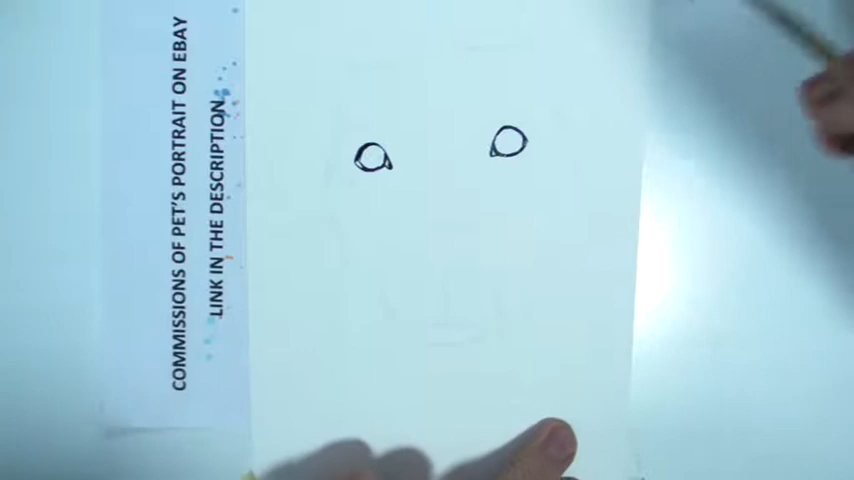 COMMISSIONS OF PET'S PORTRAIT ON EBAY
LINK IN THE DESCRIPTION